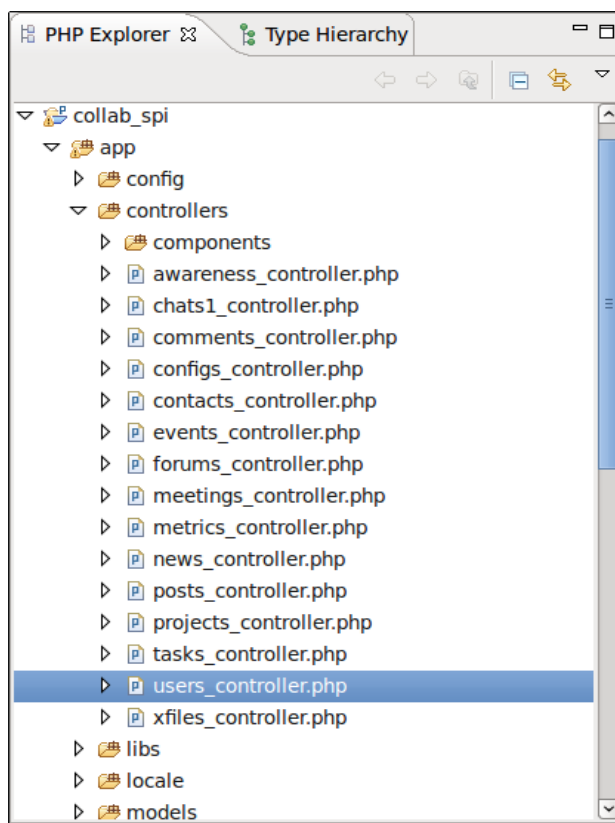 PHP Explorer Type Hierarchy
collab_spi
app
config
controllers
components
awareness_controller.php
chats1_controller.php
comments_controller.php
configs_controller.php
contacts_controller.php
events_controller.php
forums_controller.php
meetings_controller.php
metrics_controller.php
news_controller.php
posts_controller.php
projects_controller.php
tasks_controller.php
users_controller.php
xfiles_controller.php
libs
locale
models